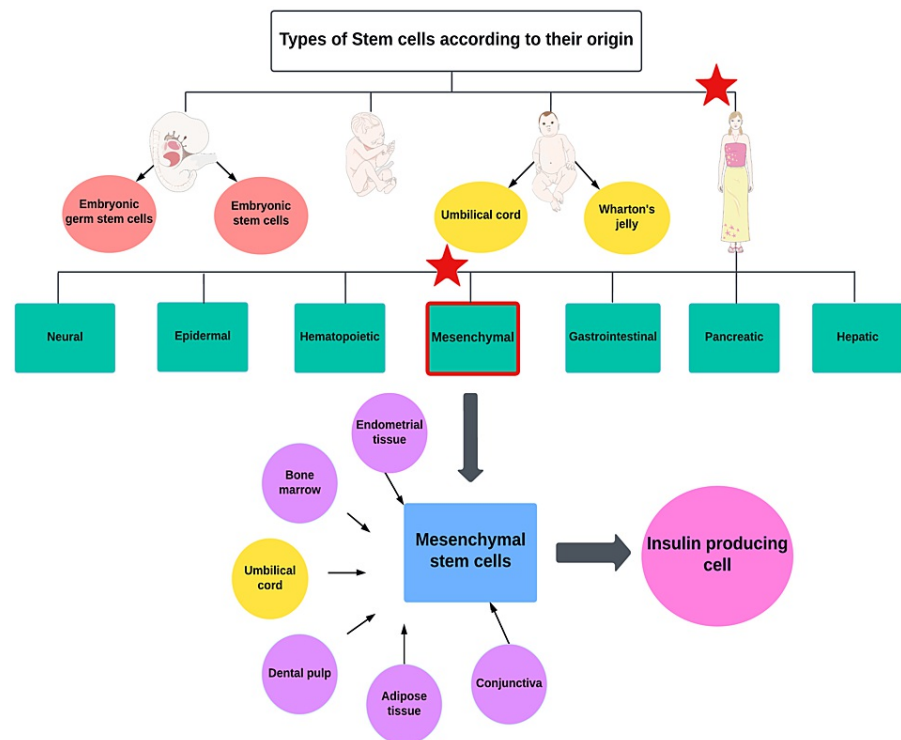 Types of Stem cells according to their origin
Embryonic
germ stem cells
Embryonic
stem cells
Umbilical cord
Wharton's
jelly
Neural
Epidermal
Hematopoietic
Mesenchymal
Gastrointestinal
Pancreatic
Hepatic
Endometrial
tissue
Bone
marrow
Umbilical
cord
Dental pulp
Adipose
tissue
Conjunctiva
Mesenchymal
stem cells
Insulin producing
cell